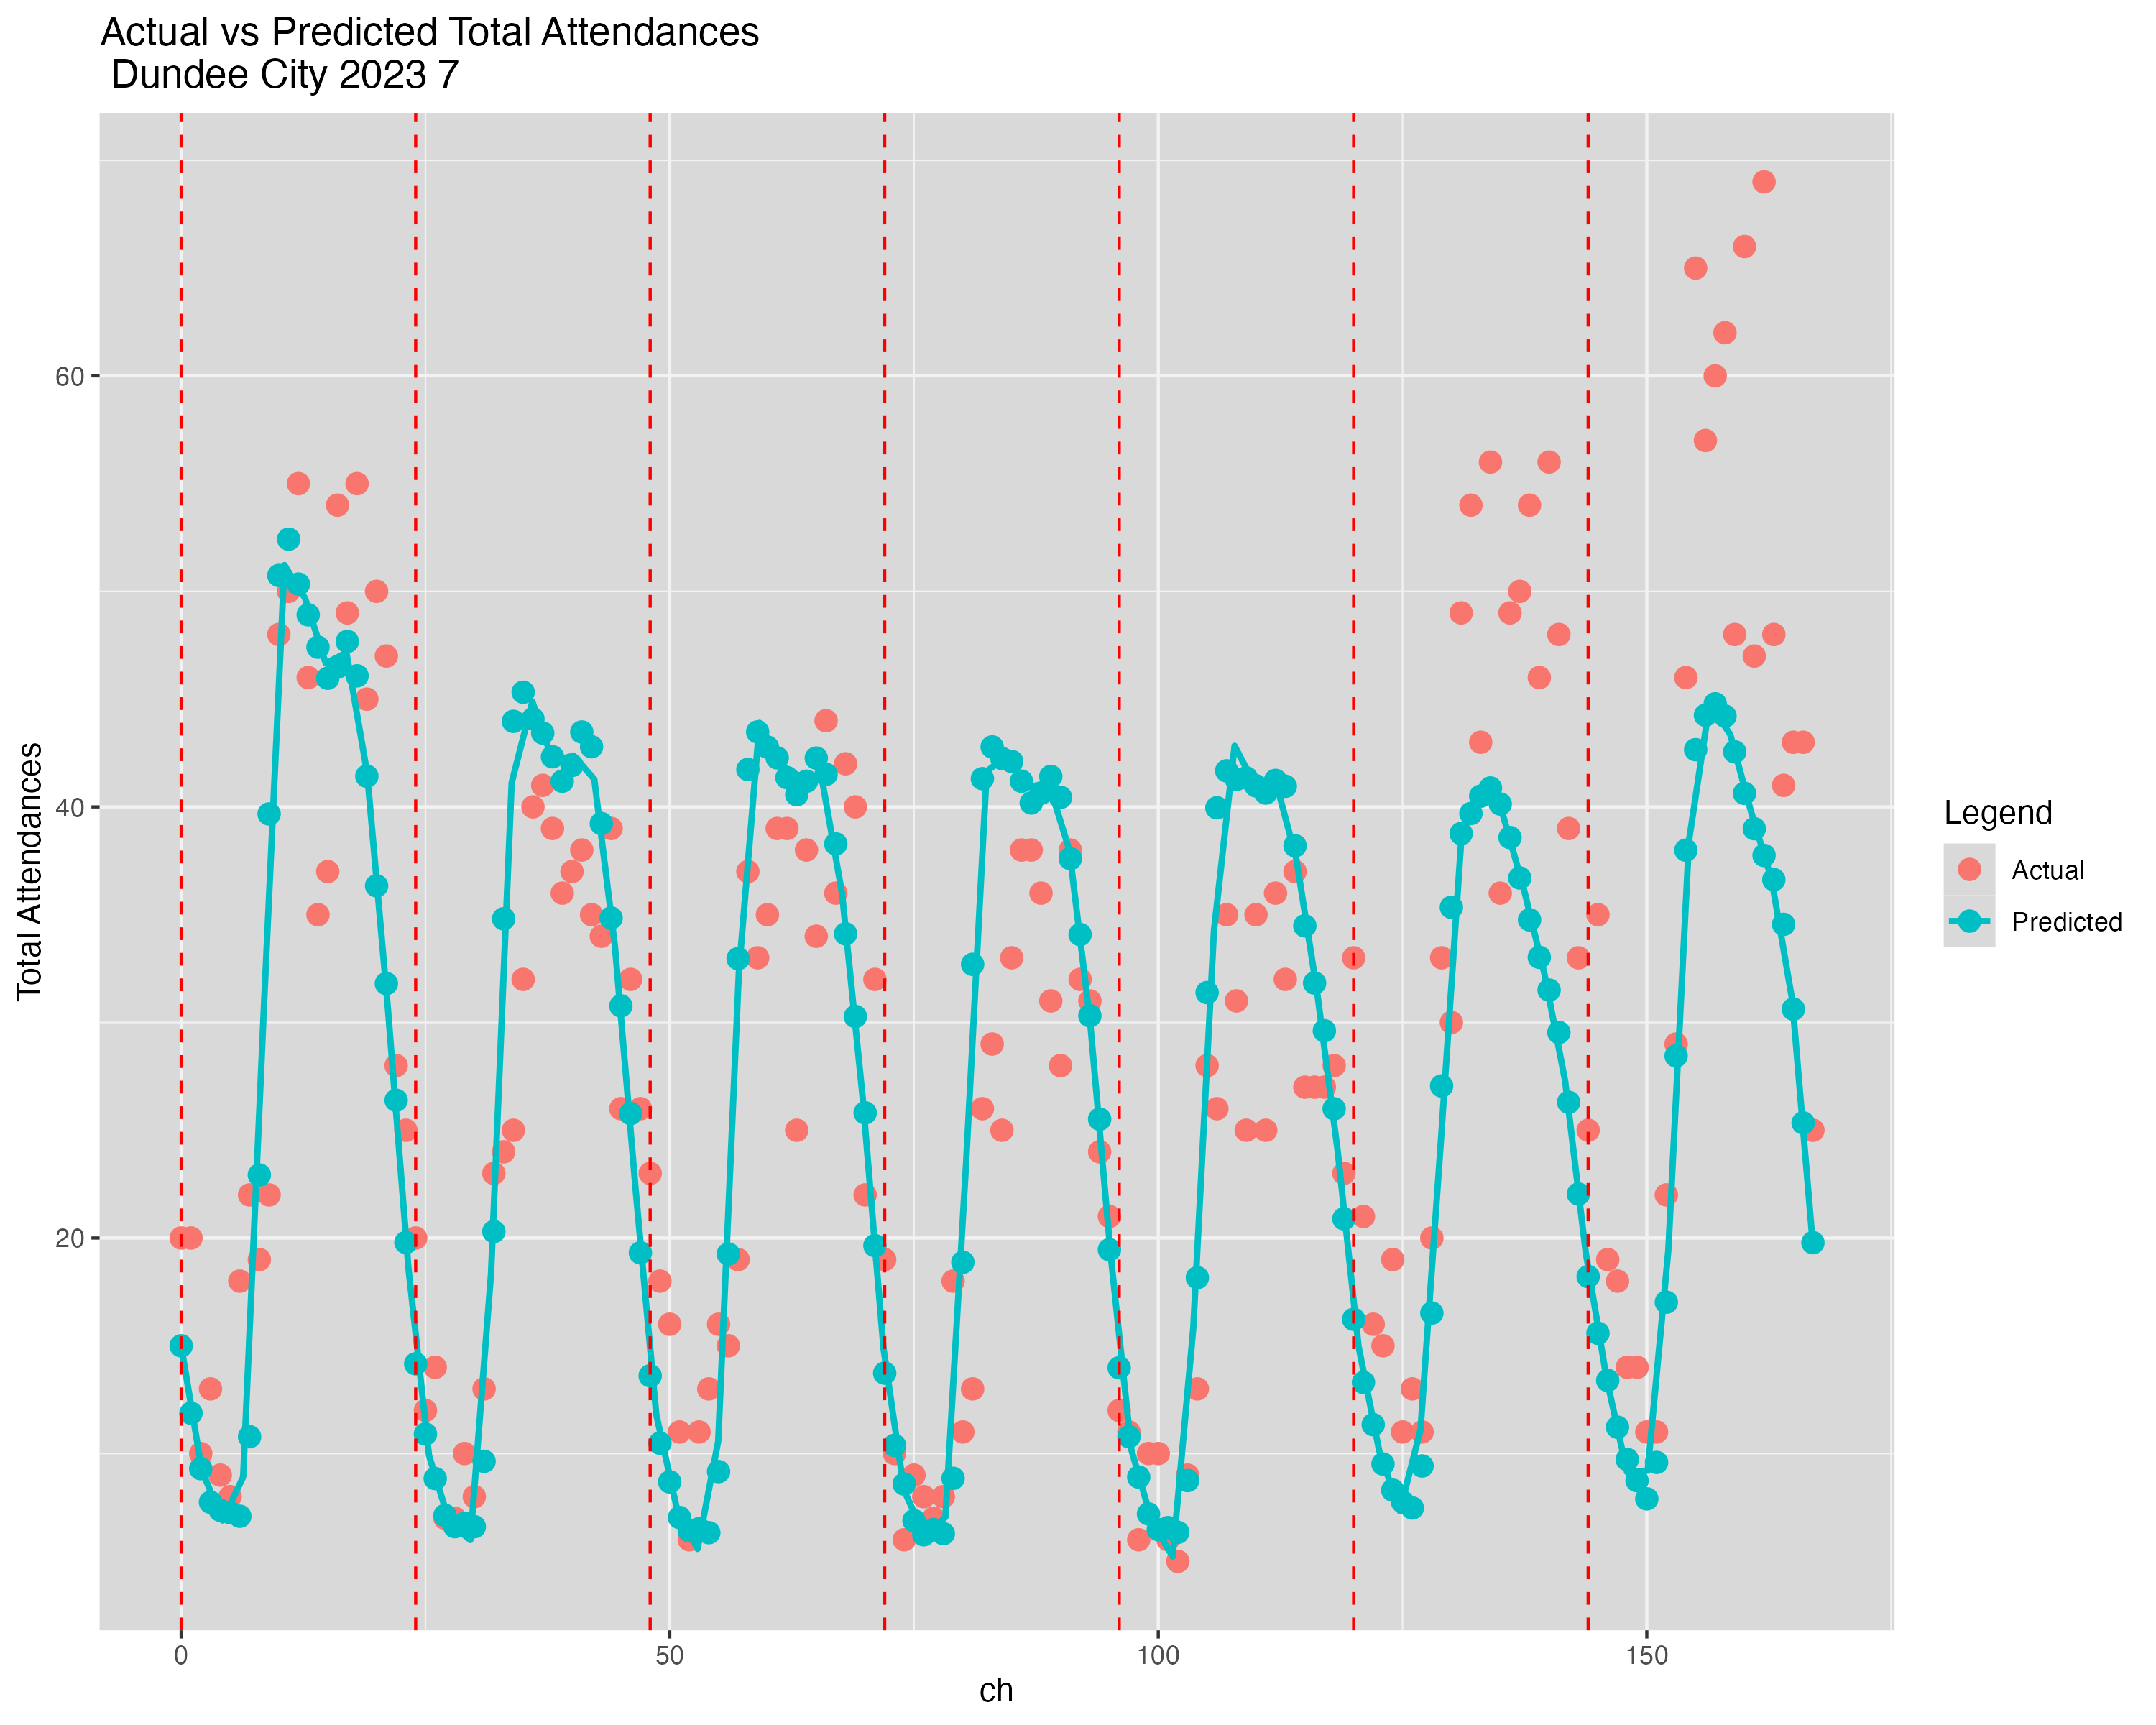 Actual vs Predicted Total Attendances
Dundee City 2023 7
Total Attendances
60
40
20
0
50
100
150
ch
Legend
Actual
Predicted